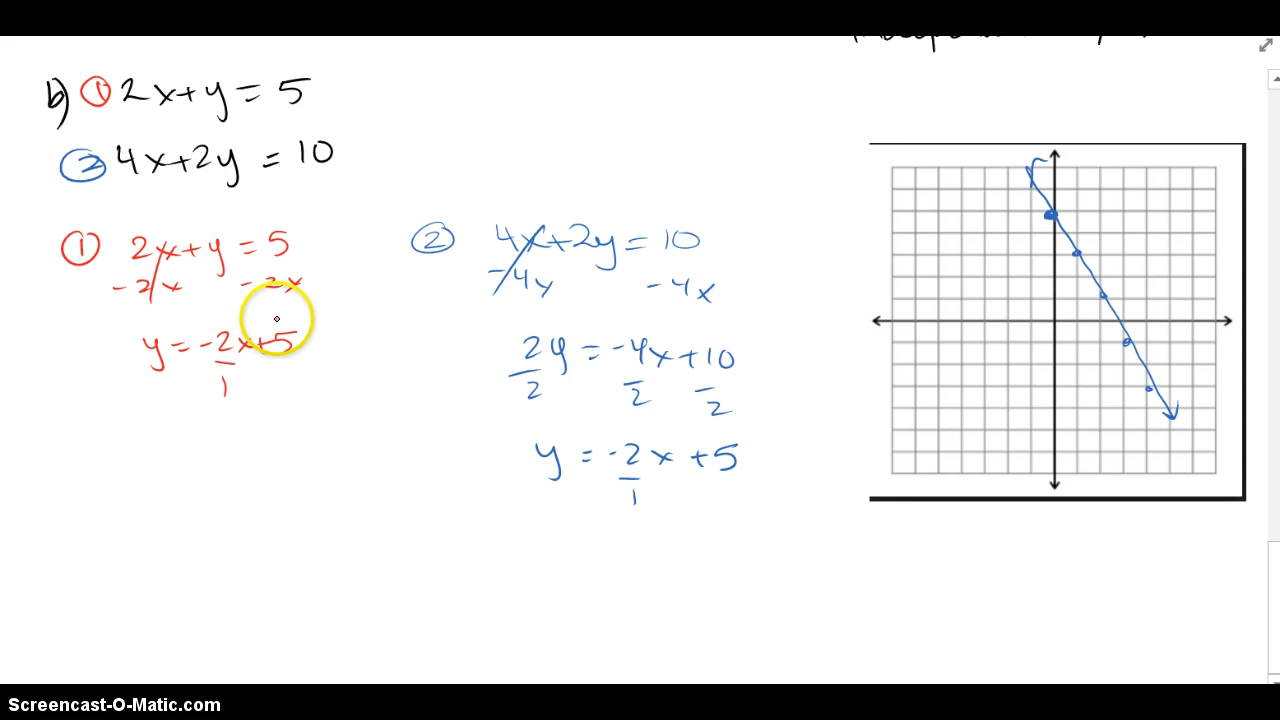 b) ① 2x+y = 5
② 4x+2y = 10
① 2x+y = 5
-2x -2x
y = -2x+5
1
② 4x+2y = 10
-4x -4x
2y = -4x+10
2 2 2
y = -2x +5
1
Screencast-O-Matic.com